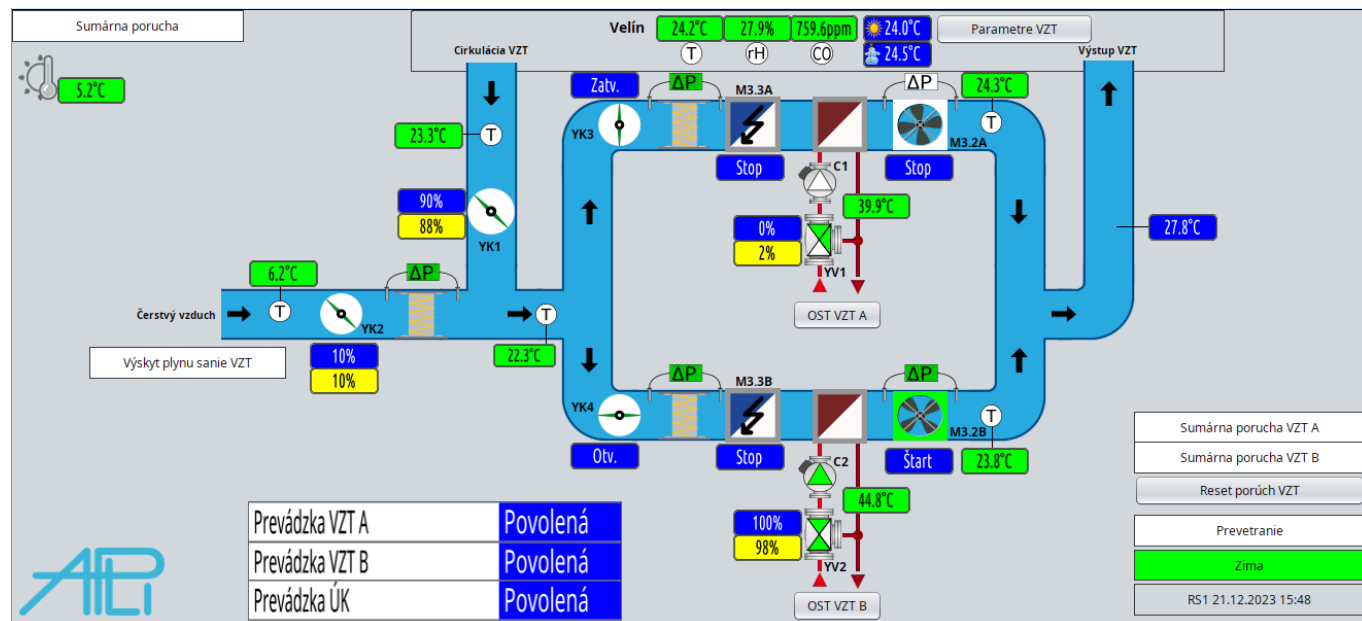 Sumárna porucha
Velín
24.2°C
27.9%
759.6ppm
24.0°C
Parametre VZT
T
rH
CO
24.5°C
Cirkulácia VZT
Výstup VZT
5.2°C
Zatv.
ΔP
M3.3A
ΔP
24.3°C
23.3°C
T
YK3
T
M3.2A
Stop
C1
Stop
90%
88%
YK1
39.9°C
0%
2%
YV1
27.8°C
6.2°C
ΔP
T
Čerstvý vzduch
YK2
T
OST VZT A
Výskyt plynu sanie VZT
10%
10%
22.3°C
ΔP
M3.3B
ΔP
YK4
T
M3.2B
Otv.
Stop
C2
Štart
23.8°C
44.8°C
100%
98%
YV2
OST VZT B
Sumárna porucha VZT A
Sumárna porucha VZT B
Reset porúch VZT
Prevetranie
Zima
RS1 21.12.2023 15:48
Prevádzka VZT A Povolená
Prevádzka VZT B Povolená
Prevádzka ÚK Povolená